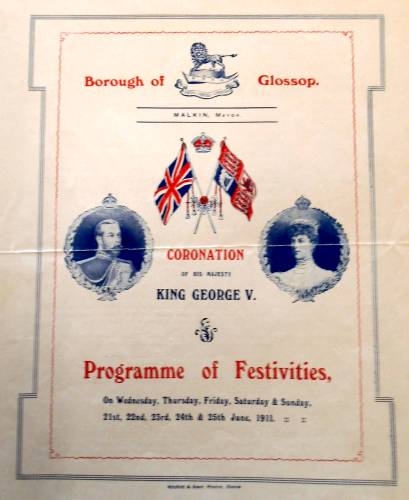 Borough of Glossop.
MALKIN, MAYOR.
CORONATION
OF HIS MAJESTY
KING GEORGE V.
Programme of Festivities,
On Wednesday, Thursday, Friday, Saturday & Sunday,
21st, 22nd, 23rd, 24th & 25th June, 1911.